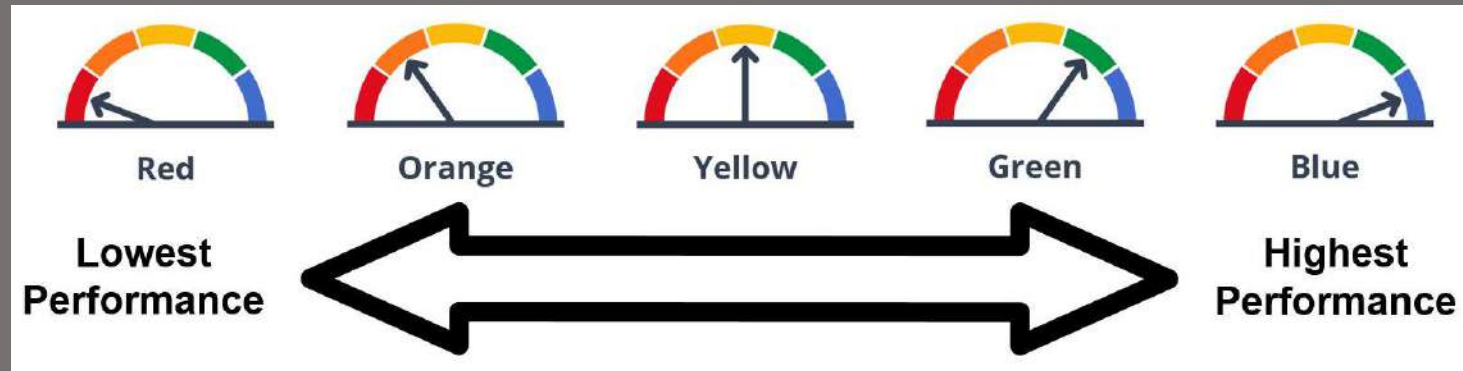 Red
Orange
Yellow
Green
Blue
Lowest
Performance
Highest
Performance